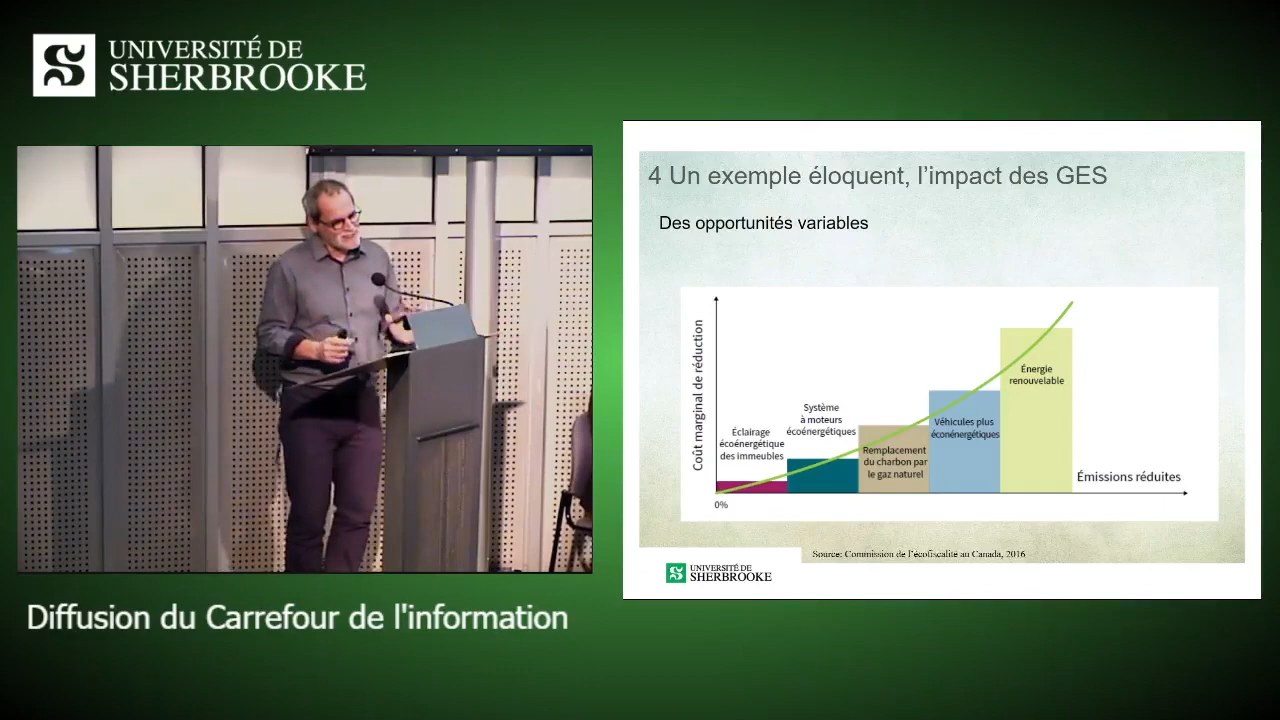 UNIVERSITÉ DE
SHERBROOKE
4 Un exemple éloquent, l’impact des GES
Des opportunités variables
Coût marginal de réduction
Éclairage
écoénergétique
des immeubles
Système
à moteurs
écoénergétiques
Remplacement
du charbon par
le gaz naturel
Véhicules plus
éconénergétiques
Énergie
renouvelable
Émissions réduites
0%
Source: Commission de l’écofiscalité au Canada, 2016
UNIVERSITÉ DE
SHERBROOKE
Diffusion du Carrefour de l'information